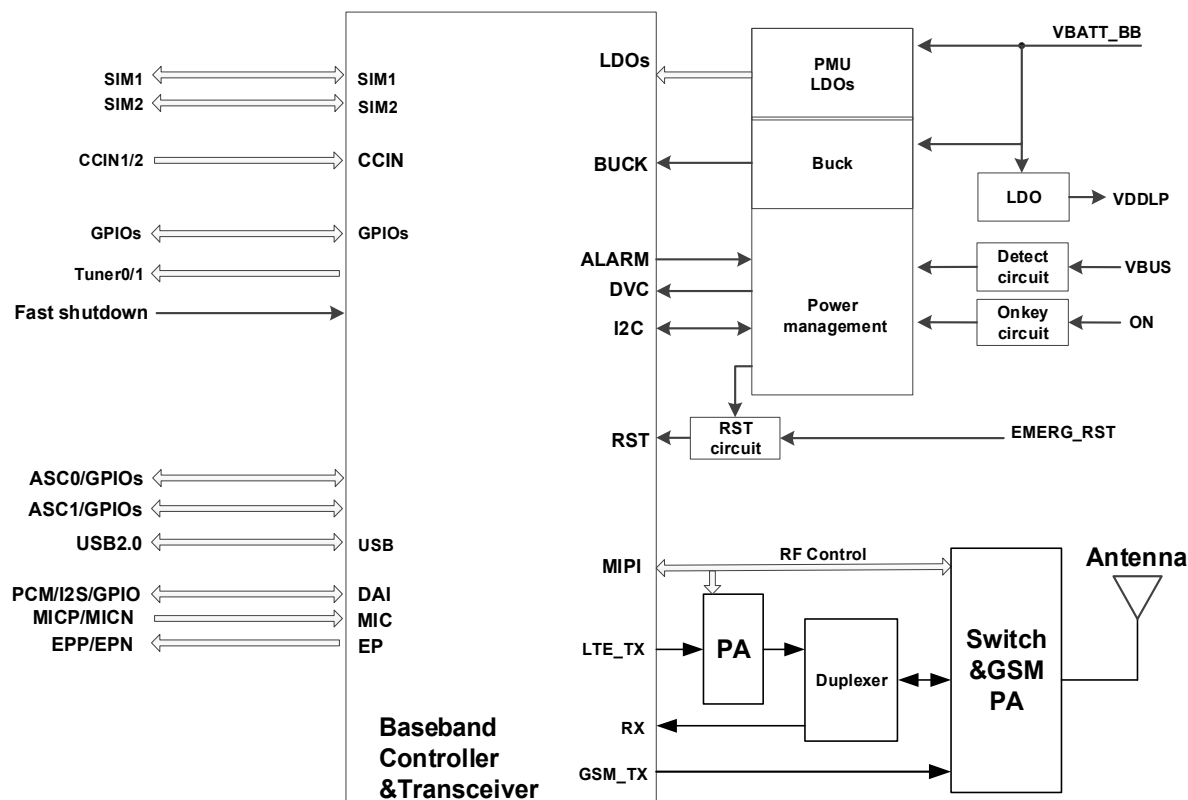 SIM1
SIM2
CCIN1/2
GPIOs
Tuner0/1
Fast shutdown
ASC0/GPIOs
ASC1/GPIOs
USB2.0
PCM/I2S/GPIO
MICP/MICN
EPP/EPN
SIM1
SIM2
CCIN
GPIOs
USB
DAI
MIC
EP
Baseband
Controller
&Transceiver
LDOs
BUCK
ALARM
DVC
I2C
RST
MIPI
LTE_TX
RX
GSM_TX
PMU
LDOs
Buck
Power
management
RST
circuit
VBATT_BB
LDO
VDDLP
Detect
circuit
VBUS
Onkey
circuit
ON
EMERG_RST
RF Control
PA
Duplexer
Switch
&GSM
PA
Antenna